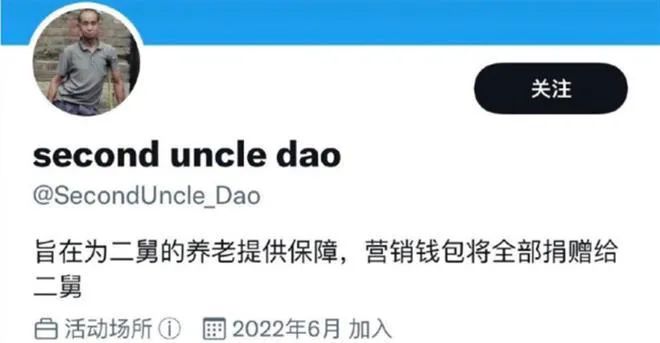 关注
second uncle dao
@SecondUncle_Dao
旨在为二舅的养老提供保障，营销钱包将全部捐赠给
二舅
活动场所 ⓘ 2022年6月 加入